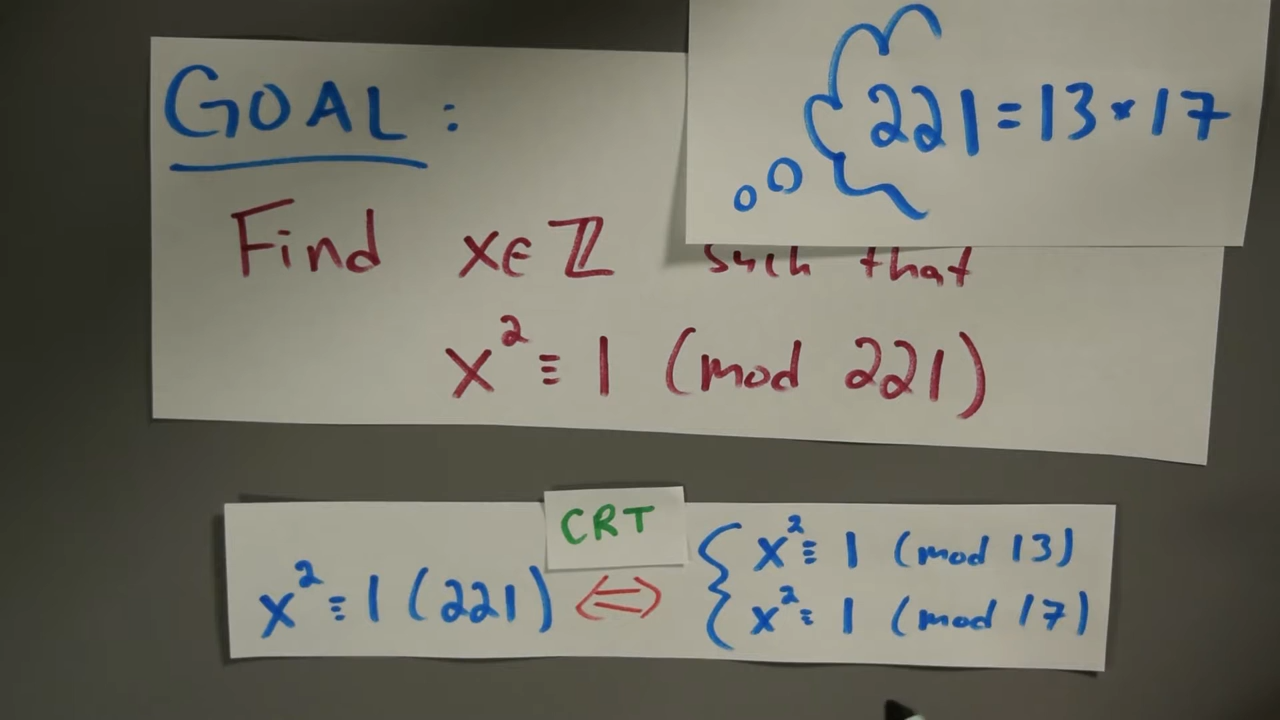 GOAL:
221 = 13 * 17
Find x ∈ ℤ such that
x² ≡ 1 (mod 221)
CRT
x² ≡ 1 (221) ⇔ { x² ≡ 1 (mod 13)
x² ≡ 1 (mod 17)